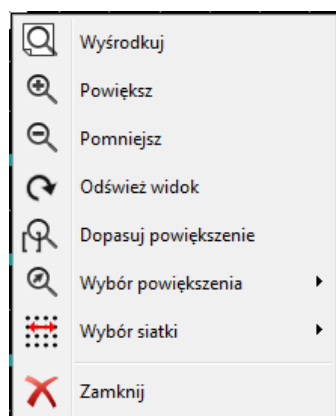 Wyśrodkuj
Powiększ
Pomniejsz
Odśwież widok
Dopasuj powiększenie
Wybór powiększenia
Wybór siatki
Zamknij